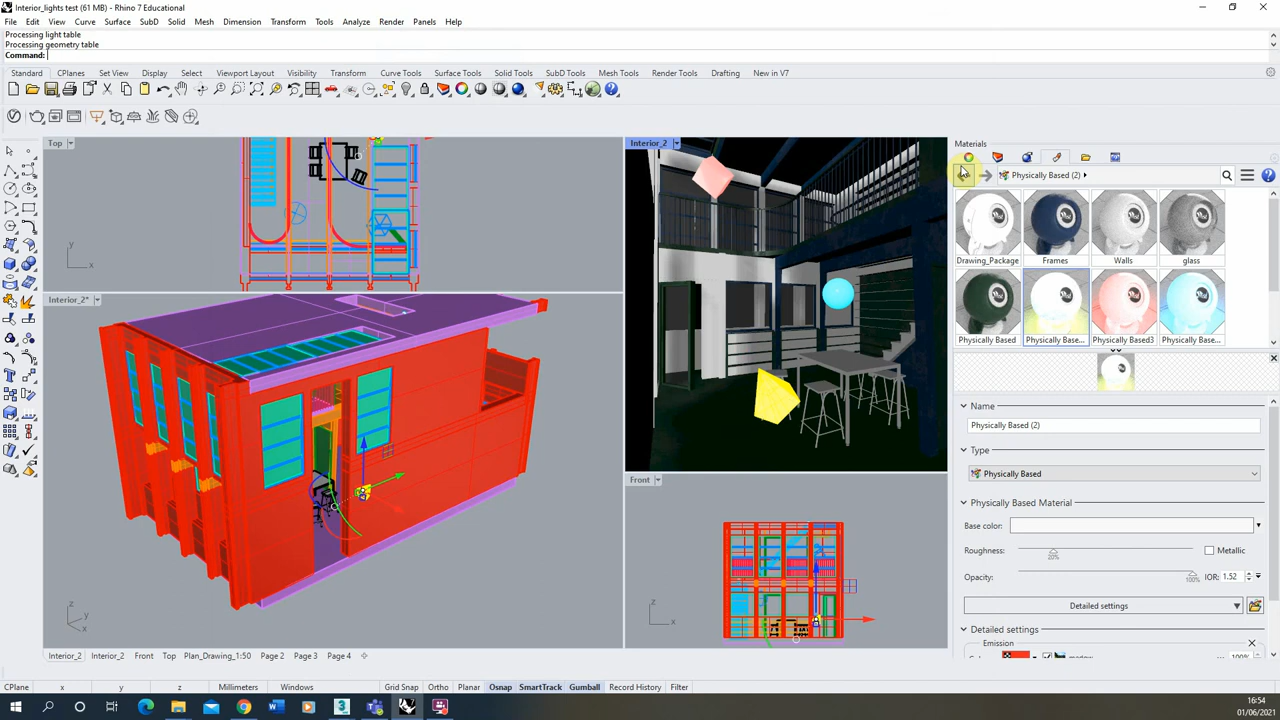 Interior_lights test (61 MB) - Rhino 7 Educational
File Edit View Curve Surface SubD Solid Mesh Dimension Transform Tools Analyze Render Panels Help
Processing light table
Processing geometry table
Command:
Standard CPlanes Set View Display Select Viewport Layout Visibility Transform Curve Tools Surface Tools Solid Tools SubD Tools Mesh Tools Render Tools Drafting New in V7
Top
y
x
Interior_2
Materials
Physically Based (2)
Drawing_Package Frames Walls glass
Physically Based Physically Base... Physically Based3 Physically Base...
Interior_2*
z
y
x
Front
z
x
Name
Physically Based (2)
Type
Physically Based
Physically Based Material
Base color:
Roughness: 20% Metallic
Opacity: 100% IOR: 1.52
Detailed settings
Detailed settings
Emission
100%
Interior_2 Interior_2 Front Top Plan_Drawing_1:50 Page 2 Page 3 Page 4
CPlane x y z Millimeters Windows Grid Snap Ortho Planar Osnap SmartTrack Gumball Record History Filter
16:54
01/06/2021